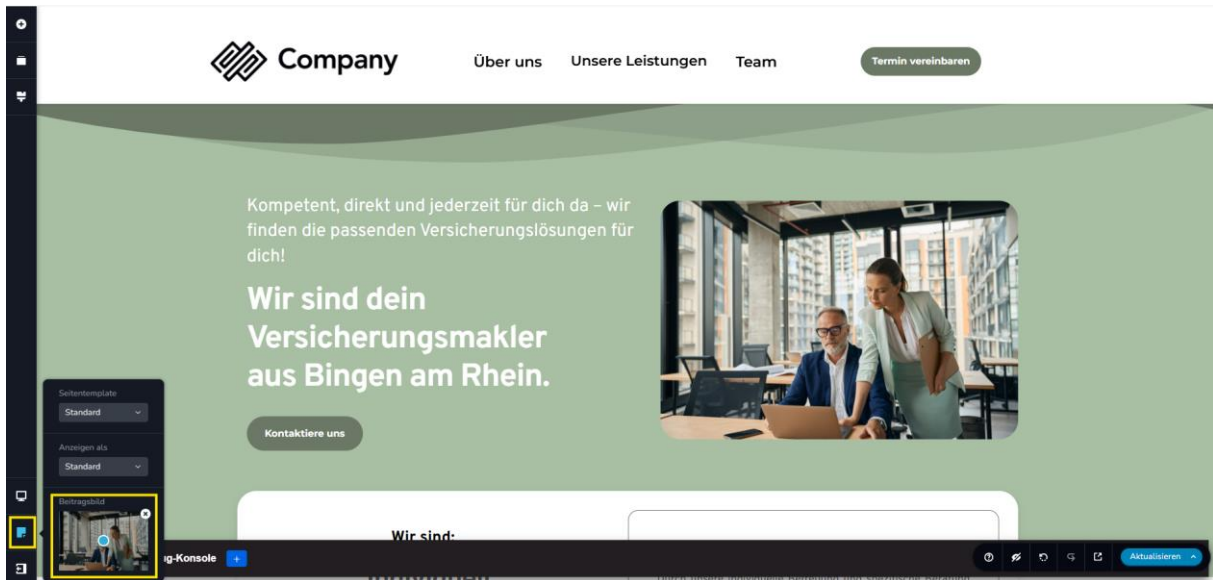 Company
Über uns
Unsere Leistungen
Team
Termin vereinbaren
Kompetent, direkt und jederzeit für dich da – wir
finden die passenden Versicherungslösungen für
dich!
Wir sind dein
Versicherungsmakler
aus Bingen am Rhein.
Kontaktiere uns
Seitentemplate
Standard
Anzeigen als
Standard
Beitragsbild
Wir sind:
ug-Konsole
Aktualisieren